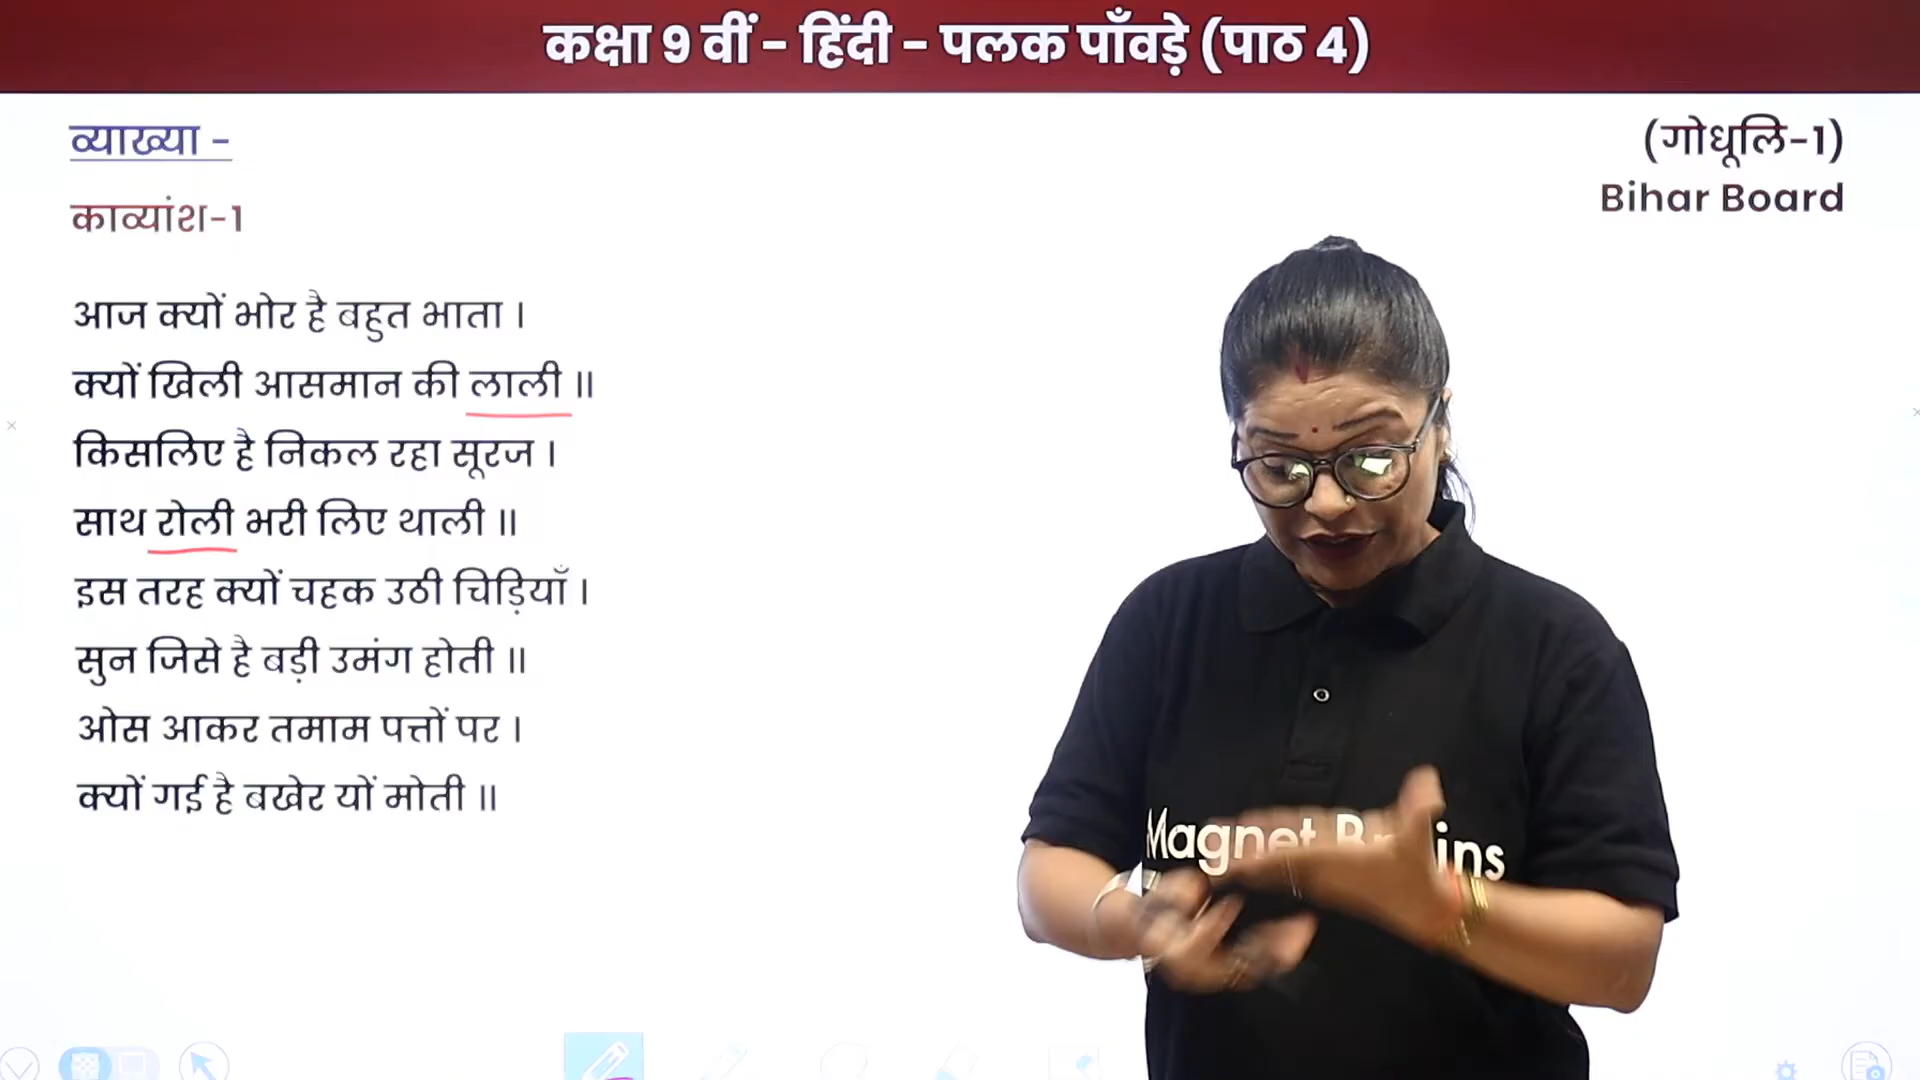 कक्षा 9 वीं - हिंदी - पलक पाँवड़े (पाठ 4)
व्याख्या -
(गोधूलि-1)
Bihar Board
काव्यांश-1
आज क्यों भोर है बहुत भाता ।
क्यों खिली आसमान की लाली ॥
किसलिए है निकल रहा सूरज ।
साथ रोली भरी लिए थाली ॥
इस तरह क्यों चहक उठी चिड़ियाँ ।
सुन जिसे है बड़ी उमंग होती ॥
ओस आकर तमाम पत्तों पर ।
क्यों गई है बखेर यों मोती ॥
Magnet